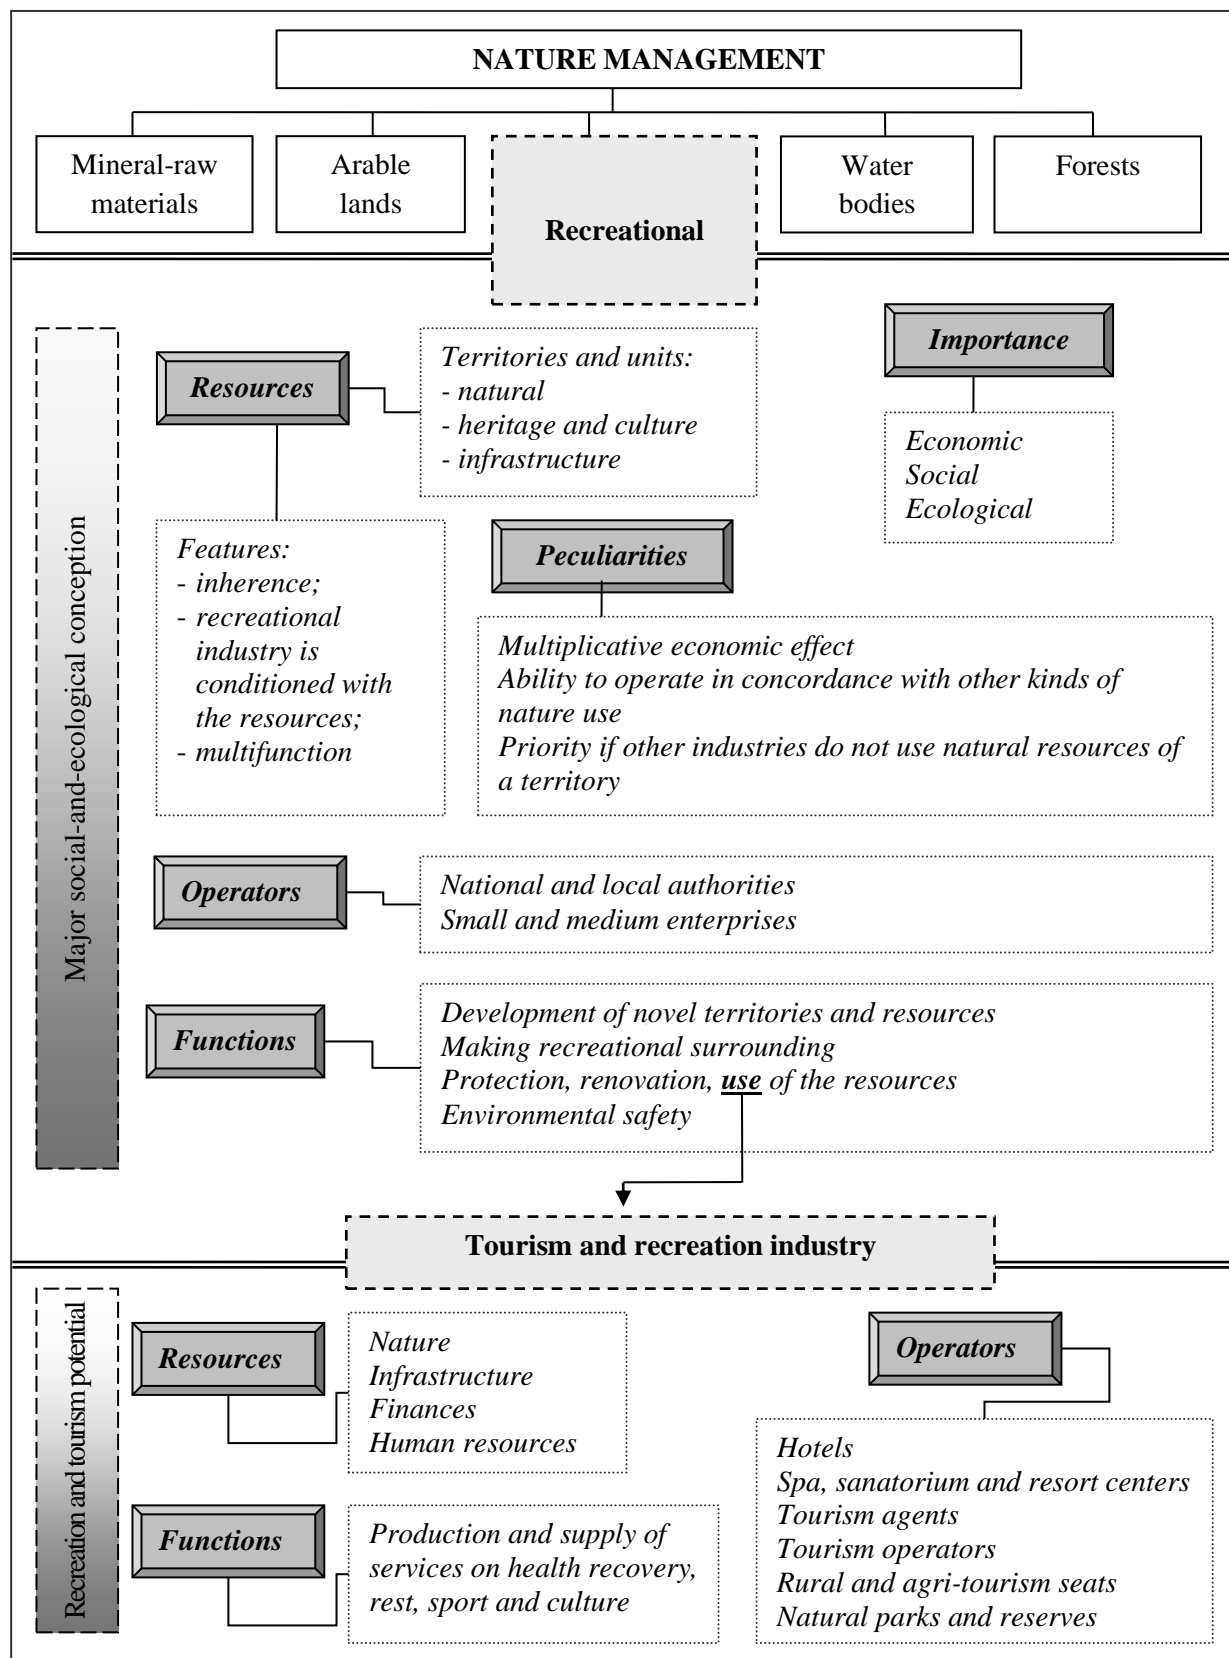 NATURE MANAGEMENT
Mineral-raw
materials
Arable
lands
Recreational
Water
bodies
Forests
Major social-and-ecological conception
Resources
Territories and units:
- natural
- heritage and culture
- infrastructure
Importance
Economic
Social
Ecological
Features:
- inherence;
- recreational
industry is
conditioned with
the resources;
- multifunction
Peculiarities
Multiplicative economic effect
Ability to operate in concordance with other kinds of
nature use
Priority if other industries do not use natural resources of
a territory
Operators
National and local authorities
Small and medium enterprises
Functions
Development of novel territories and resources
Making recreational surrounding
Protection, renovation, use of the resources
Environmental safety
Tourism and recreation industry
Recreation and tourism potential
Resources
Nature
Infrastructure
Finances
Human resources
Operators
Hotels
Spa, sanatorium and resort centers
Tourism agents
Tourism operators
Rural and agri-tourism seats
Natural parks and reserves
Functions
Production and supply of
services on health recovery,
rest, sport and culture